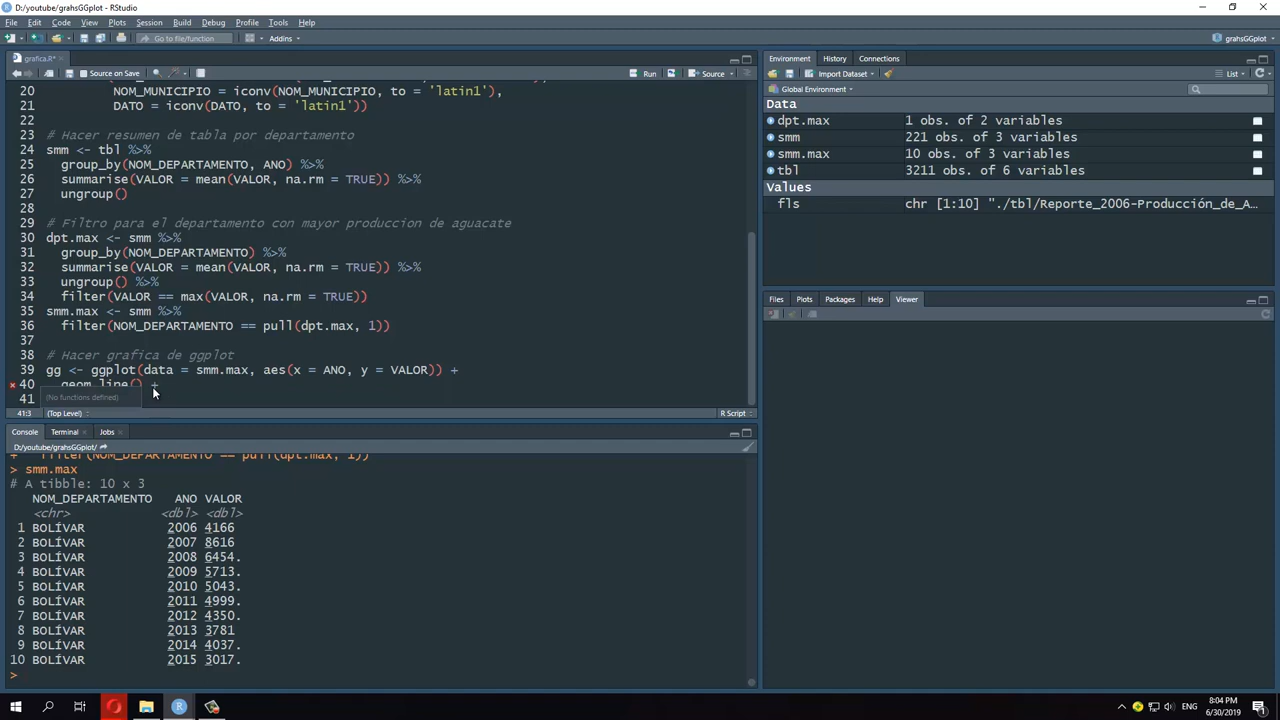 D:/youtube/grahsGGplot - RStudio
File Edit Code View Plots Session Build Debug Profile Tools Help
Go to file/function Addins grahsGGplot
grafica.R*
Source on Save Run Source
20 NOM_MUNICIPIO = iconv(NOM_MUNICIPIO, to = 'latin1'),
21 DATO = iconv(DATO, to = 'latin1'))
22
23 # Hacer resumen de tabla por departamento
24 smm <- tbl %>%
25 group_by(NOM_DEPARTAMENTO, ANO) %>%
26 summarise(VALOR = mean(VALOR, na.rm = TRUE)) %>%
27 ungroup()
28
29 # Filtro para el departamento con mayor produccion de aguacate
30 dpt.max <- smm %>%
31 group_by(NOM_DEPARTAMENTO) %>%
32 summarise(VALOR = mean(VALOR, na.rm = TRUE)) %>%
33 ungroup() %>%
34 filter(VALOR == max(VALOR, na.rm = TRUE))
35 smm.max <- smm %>%
36 filter(NOM_DEPARTAMENTO == pull(dpt.max, 1))
37
38 # Hacer grafica de ggplot
39 gg <- ggplot(data = smm.max, aes(x = ANO, y = VALOR)) +
40 geom_line() +
(No functions defined)
41
41:3 (Top Level) R Script
Console Terminal Jobs
D:/youtube/grahsGGplot/
+ filter(NOM_DEPARTAMENTO == pull(dpt.max, 1))
> smm.max
# A tibble: 10 x 3
NOM_DEPARTAMENTO ANO VALOR
<chr> <dbl> <dbl>
1 BOLÍVAR 2006 4166
2 BOLÍVAR 2007 8616
3 BOLÍVAR 2008 6454.
4 BOLÍVAR 2009 5713.
5 BOLÍVAR 2010 5043.
6 BOLÍVAR 2011 4999.
7 BOLÍVAR 2012 4350.
8 BOLÍVAR 2013 3781
9 BOLÍVAR 2014 4037.
10 BOLÍVAR 2015 3017.
>
Environment History Connections
Import Dataset List
Global Environment
Data
dpt.max 1 obs. of 2 variables
smm 221 obs. of 3 variables
smm.max 10 obs. of 3 variables
tbl 3211 obs. of 6 variables
Values
fls chr [1:10] "./tbl/Reporte_2006-Producción_de_A…
Files Plots Packages Help Viewer
ENG 8:04 PM
6/30/2019